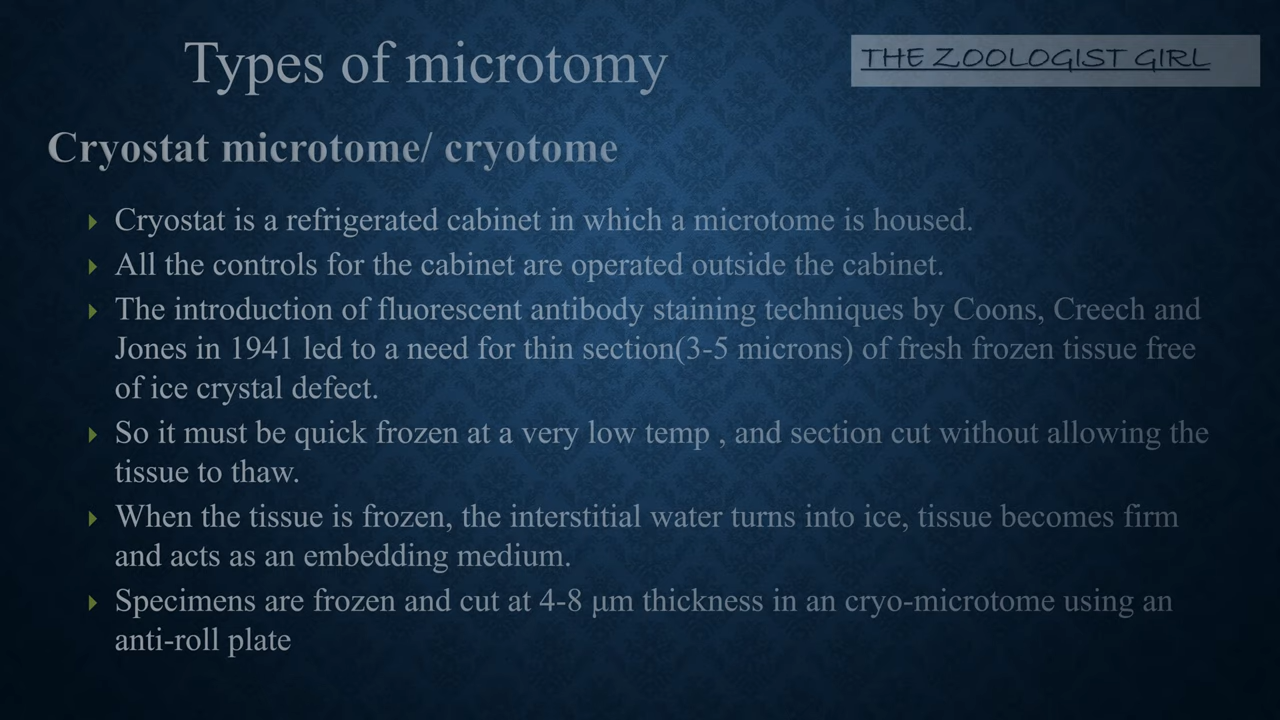 Types of microtomy
THE ZOOLOGIST GIRL
Cryostat microtome/ cryotome
Cryostat is a refrigerated cabinet in which a microtome is housed.
All the controls for the cabinet are operated outside the cabinet.
The introduction of fluorescent antibody staining techniques by Coons, Creech and
Jones in 1941 led to a need for thin section(3-5 microns) of fresh frozen tissue free
of ice crystal defect.
So it must be quick frozen at a very low temp , and section cut without allowing the
tissue to thaw.
When the tissue is frozen, the interstitial water turns into ice, tissue becomes firm
and acts as an embedding medium.
Specimens are frozen and cut at 4-8 μm thickness in an cryo-microtome using an
anti-roll plate